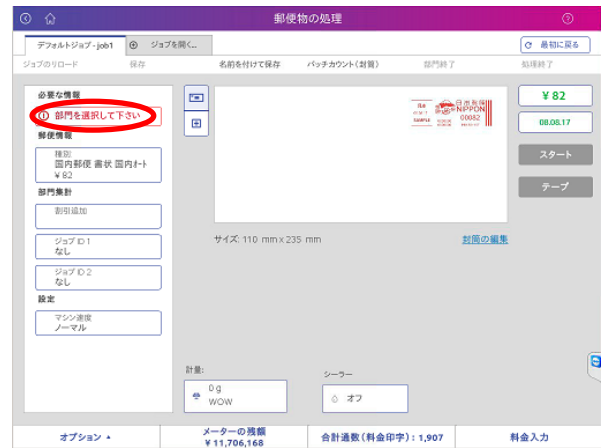 郵便物の処理
デフォルトジョブ - job1
ジョブを開く...
最初に戻る
ジョブのリロード
保存
名前を付けて保存
バッチカウント(封筒)
部門終了
処理終了
必要な情報
部門を選択して下さい
郵便情報
種別
国内郵便 書状 国内オート
¥ 82
部門集計
割引追加
ジョブ ID 1
なし
ジョブ ID 2
なし
設定
マシン速度
ノーマル
SAMPLE
日本郵便
NIPPON
00082
サイズ: 110 mm x 235 mm
封筒の編集
¥ 82
08.08.17
スタート
テープ
計量:
0 g
WOW
シーラー
オフ
オプション
メーターの残額
¥ 11,706,168
合計通数(料金印字) : 1,907
料金入力